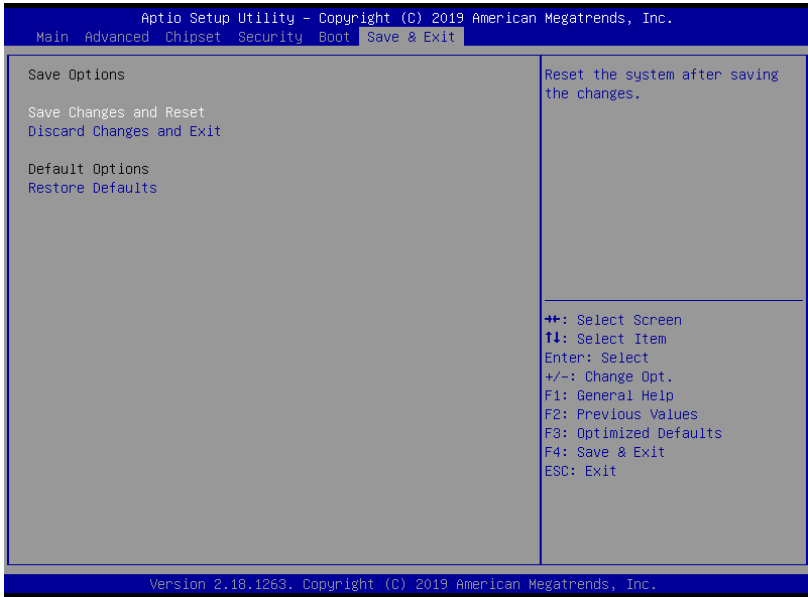 Aptio Setup Utility – Copyright (C) 2019 American Megatrends, Inc.
Main Advanced Chipset Security Boot Save & Exit
Save Options
Save Changes and Reset
Discard Changes and Exit
Default Options
Restore Defaults
Reset the system after saving
the changes.
→←: Select Screen
↑↓: Select Item
Enter: Select
+/-: Change Opt.
F1: General Help
F2: Previous Values
F3: Optimized Defaults
F4: Save & Exit
ESC: Exit
Version 2.18.1263. Copyright (C) 2019 American Megatrends, Inc.